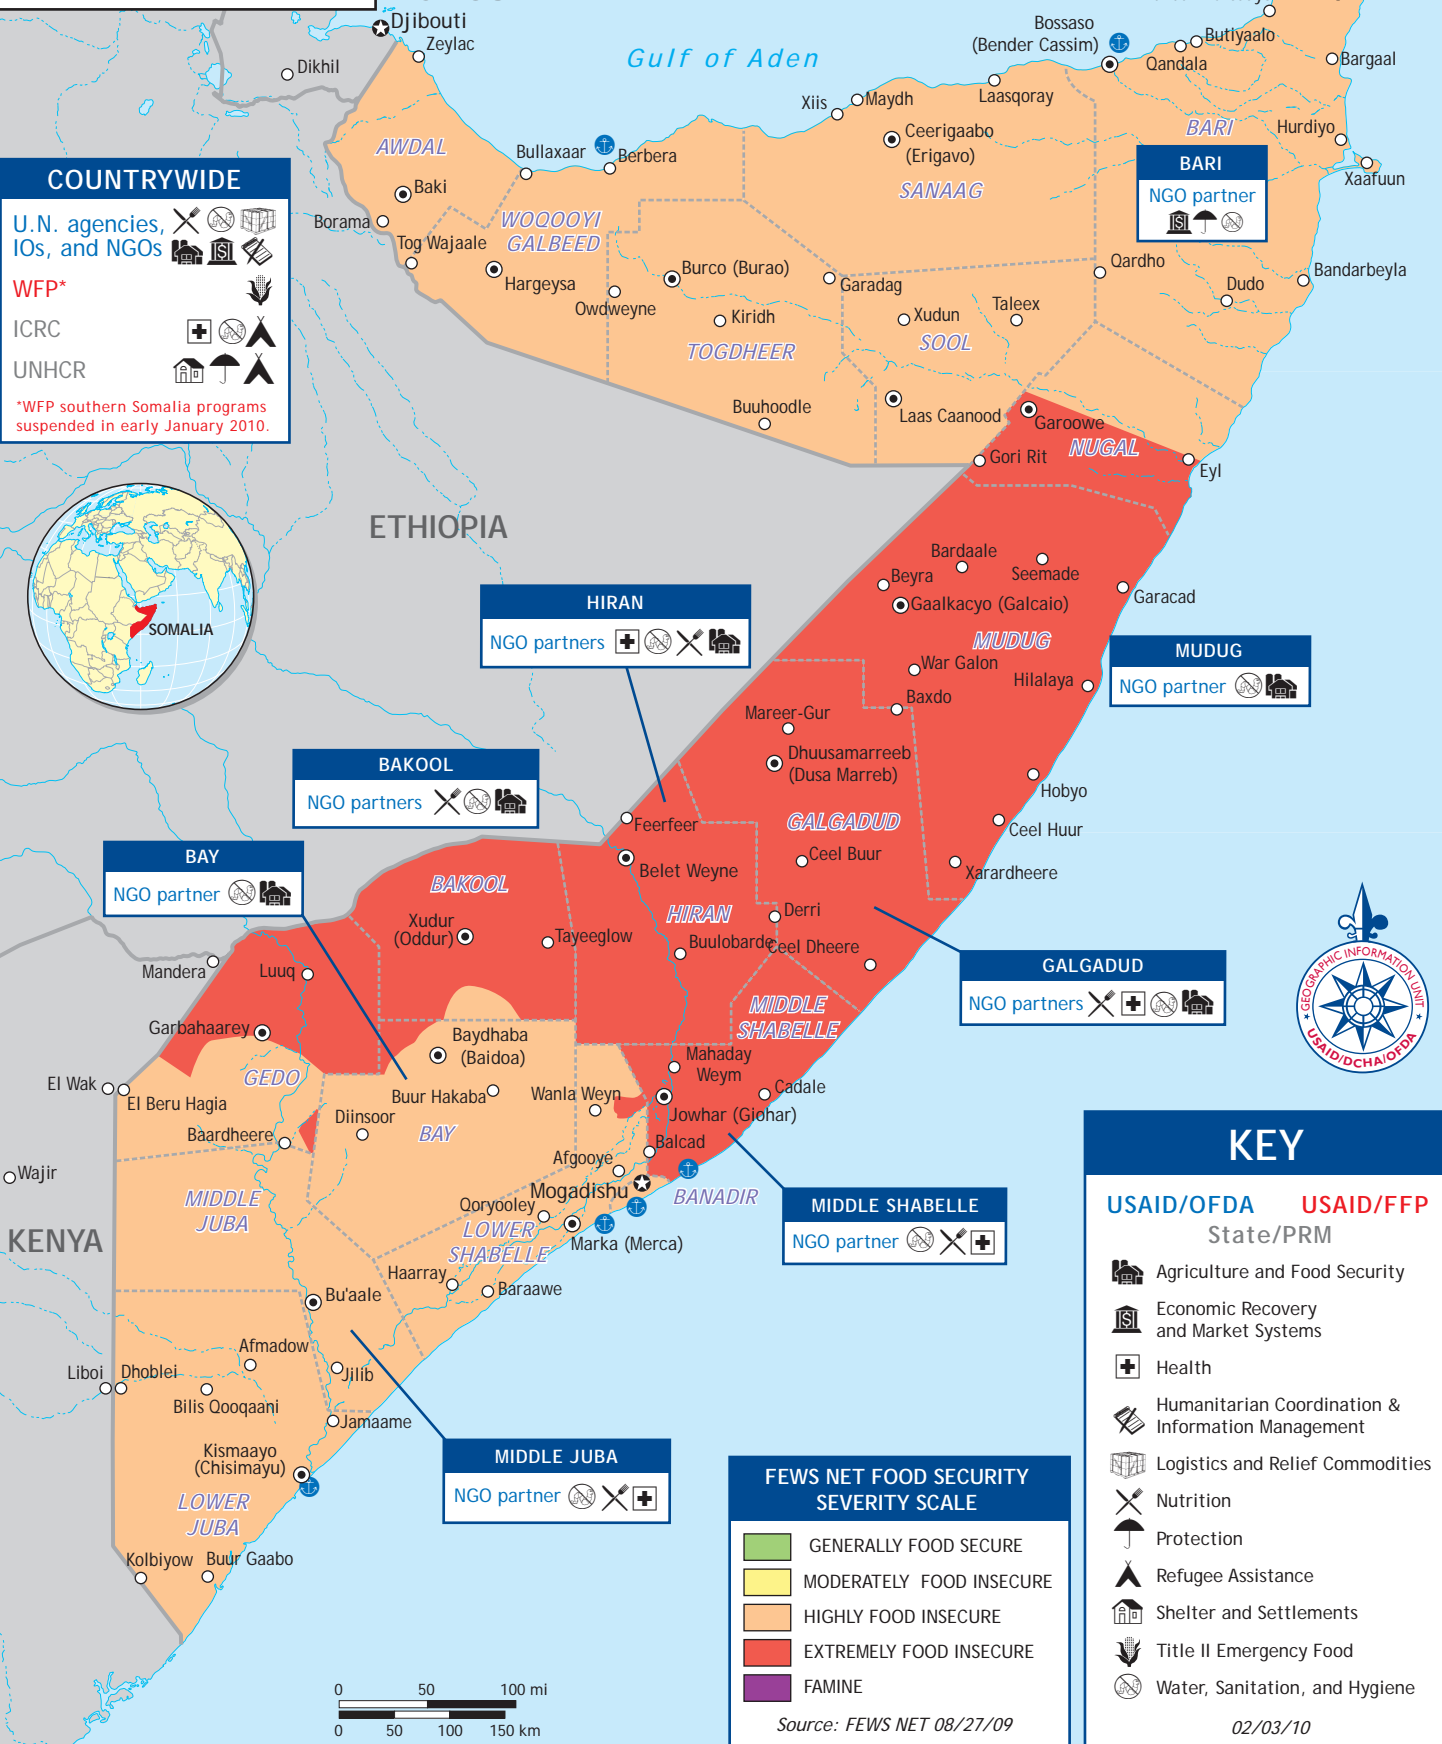 Djibouti
Zeylac
Dikhil
Gulf of Aden
Bossaso
(Bender Cassim)
Butiyaalo
Qandala
Bargaal
Laasqoray
Xiis
Maydh
Ceerigaabo
(Erigavo)
SANAAG
BARI
Hurdiyo
Xaafuun
BARI
NGO partner
AWDAL
Bullaxaar
Berbera
Baki
Borama
WOQOOYI
GALBEED
Tog Wajaale
Hargeysa
Owdweyne
Burco (Burao)
Kiridh
TOGDHEER
Garadag
Xudun
Taleex
SOOL
Qardho
Dudo
Bandarbeyla
Buuhoodle
Laas Caanood
Garoowe
NUGAL
Gori Rit
Eyl
COUNTRYWIDE
U.N. agencies,
IOs, and NGOs
WFP*
ICRC
UNHCR
*WFP southern Somalia programs
suspended in early January 2010.
ETHIOPIA
SOMALIA
HIRAN
NGO partners
Bardaale
Beyra
Seemade
Gaalkacyo (Galcaio)
Garacad
MUDUG
War Galon
Hilalaya
Baxdo
MUDUG
NGO partner
Mareer-Gur
Dhuusamarreeb
(Dusa Marreb)
Hobyo
GALGADUD
Ceel Huur
Ceel Buur
Xarardheere
BAKOOL
NGO partners
Feerfeer
Belet Weyne
BAY
NGO partner
BAKOOL
Xudur
(Oddur)
Tayeeglow
HIRAN
Derri
Buulobarde
Ceel Dheere
GALGADUD
NGO partners
Mandera
Luuq
Garbahaarey
MIDDLE
SHABELLE
Baydhaba
(Baidoa)
Mahaday
Weym
GEDO
El Wak
El Beru Hagia
Buur Hakaba
Wanla Weyn
Cadale
Jowhar (Giohar)
Diinsoor
BAY
Baardheere
Balcad
Afgooye
Wajir
MIDDLE
JUBA
Mogadishu
BANADIR
Qoryooley
LOWER
SHABELLE
Marka (Merca)
MIDDLE SHABELLE
NGO partner
KENYA
Haarray
Baraawe
Bu'aale
Afmadow
Liboi
Dhoblei
Jilib
Bilis Qooqaani
Jamaame
Kismaayo
(Chisimayu)
LOWER
JUBA
MIDDLE JUBA
NGO partner
Kolbiyow
Buur Gaabo
0 50 100 mi
0 50 100 150 km
GEOGRAPHIC INFORMATION UNIT
USAID/DCHA/OFDA
FEWS NET FOOD SECURITY
SEVERITY SCALE
GENERALLY FOOD SECURE
MODERATELY FOOD INSECURE
HIGHLY FOOD INSECURE
EXTREMELY FOOD INSECURE
FAMINE
Source: FEWS NET 08/27/09
KEY
USAID/OFDA USAID/FFP
State/PRM
Agriculture and Food Security
Economic Recovery
and Market Systems
Health
Humanitarian Coordination &
Information Management
Logistics and Relief Commodities
Nutrition
Protection
Refugee Assistance
Shelter and Settlements
Title II Emergency Food
Water, Sanitation, and Hygiene
02/03/10